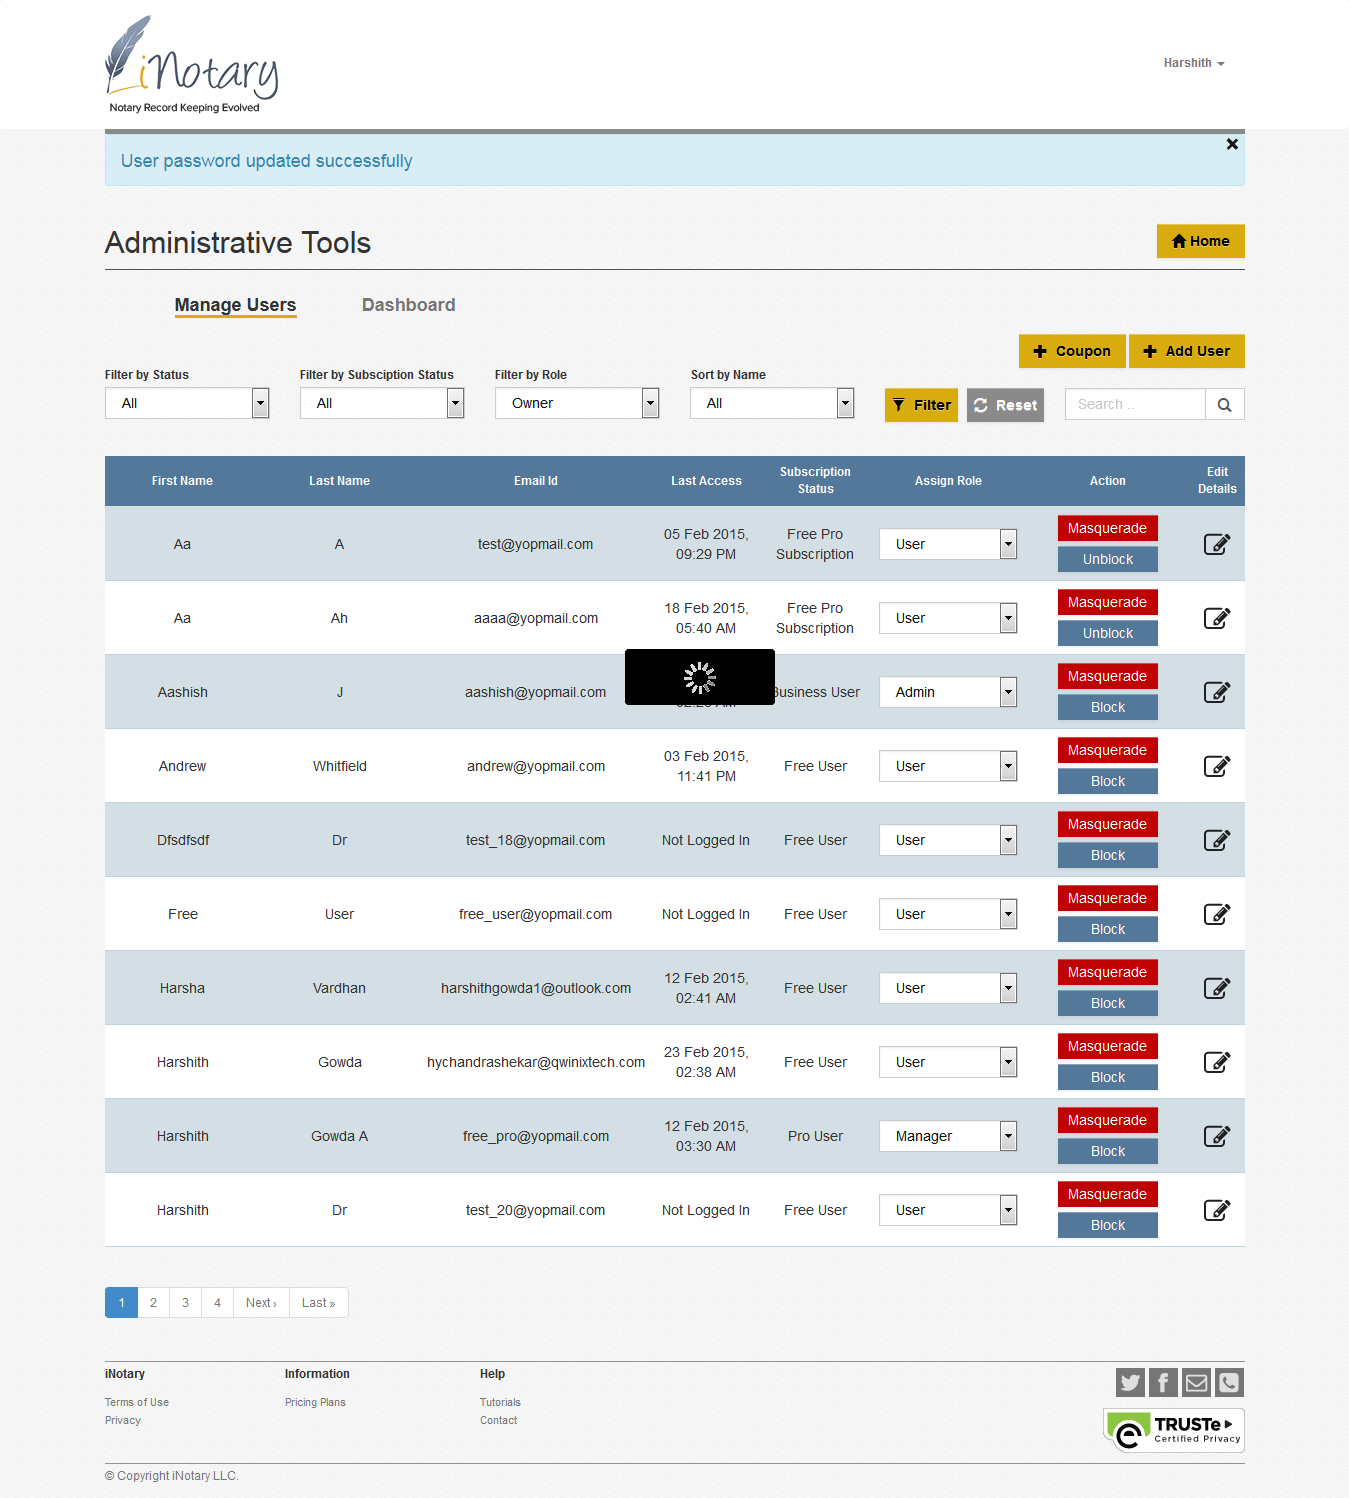 iNotary
Notary Record Keeping Evolved
Harshith
User password updated successfully
Administrative Tools
Home
Manage Users
Dashboard
Coupon
Add User
Filter by Status
Filter by Subsciption Status
Filter by Role
Sort by Name
All
All
Owner
All
Filter
Reset
Search ..
First Name
Last Name
Email Id
Last Access
Subscription
Status
Assign Role
Action
Edit
Details
Aa
A
test@yopmail.com
05 Feb 2015,
09:29 PM
Free Pro
Subscription
User
Masquerade
Unblock
Aa
Ah
aaaa@yopmail.com
18 Feb 2015,
05:40 AM
Free Pro
Subscription
User
Masquerade
Unblock
Aashish
J
aashish@yopmail.com
Business User
Admin
Masquerade
Block
Andrew
Whitfield
andrew@yopmail.com
03 Feb 2015,
11:41 PM
Free User
User
Masquerade
Block
Dfsdfsdf
Dr
test_18@yopmail.com
Not Logged In
Free User
User
Masquerade
Block
Free
User
free_user@yopmail.com
Not Logged In
Free User
User
Masquerade
Block
Harsha
Vardhan
harshithgowda1@outlook.com
12 Feb 2015,
02:41 AM
Free User
User
Masquerade
Block
Harshith
Gowda
hychandrashekar@qwinixtech.com
23 Feb 2015,
02:38 AM
Free User
User
Masquerade
Block
Harshith
Gowda A
free_pro@yopmail.com
12 Feb 2015,
03:30 AM
Pro User
Manager
Masquerade
Block
Harshith
Dr
test_20@yopmail.com
Not Logged In
Free User
User
Masquerade
Block
1
2
3
4
Next ›
Last »
iNotary
Information
Help
Terms of Use
Pricing Plans
Tutorials
Privacy
Contact
TRUSTe
Certified Privacy
© Copyright iNotary LLC.